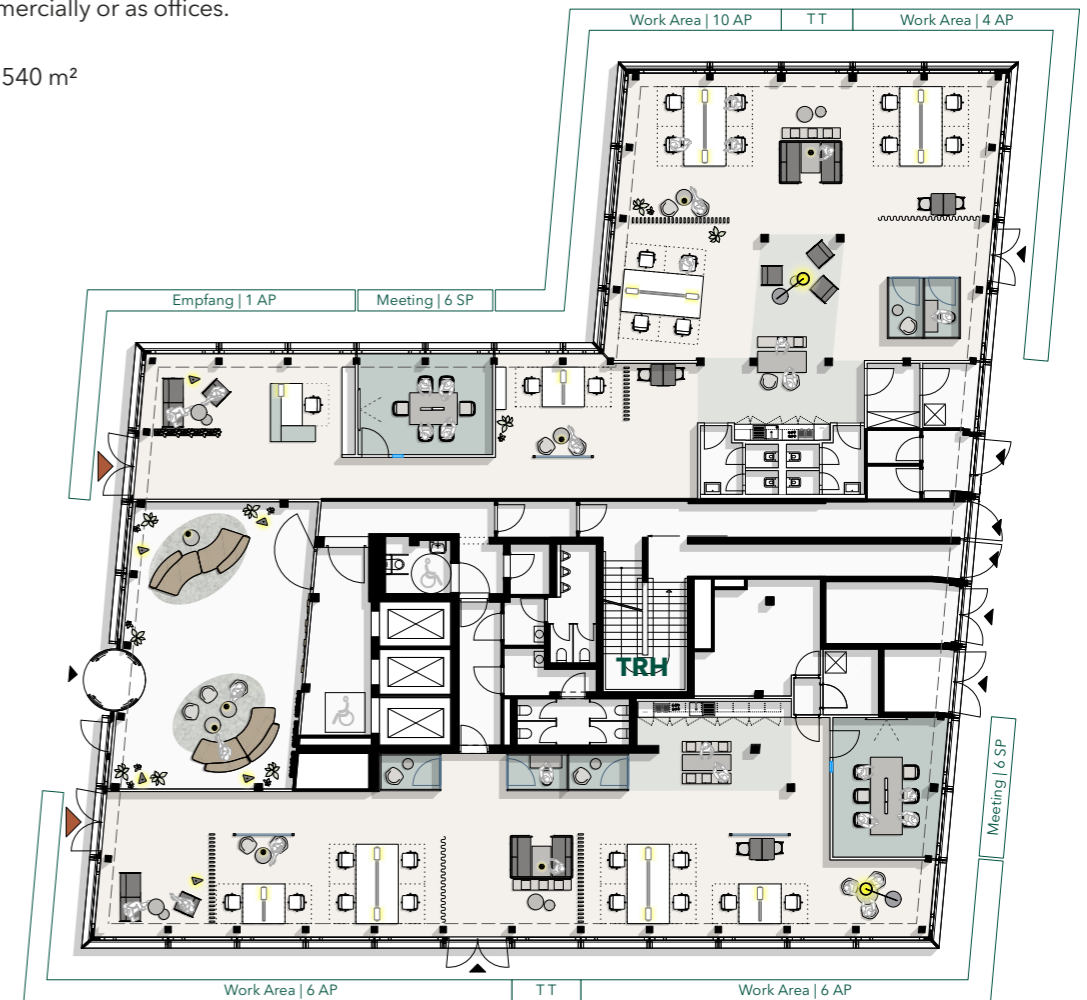 mercially or as offices.
540 m²
Work Area | 10 AP
T T
Work Area | 4 AP
Empfang | 1 AP
Meeting | 6 SP
TRH
Meeting | 6 SP
Work Area | 6 AP
T T
Work Area | 6 AP